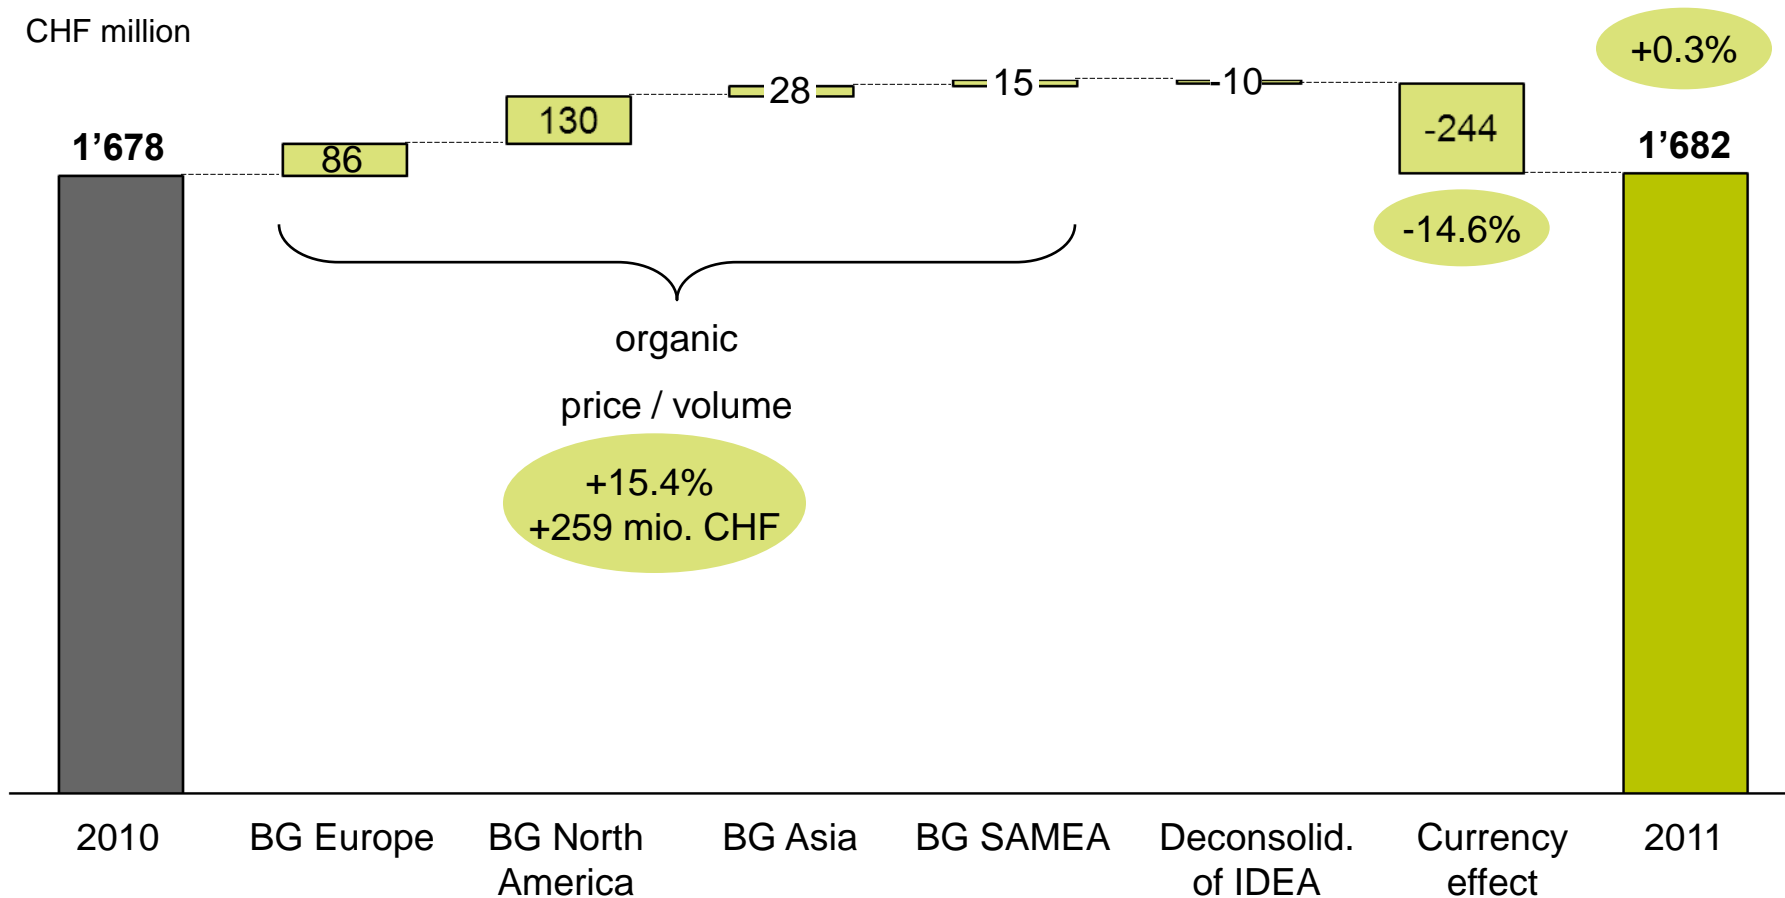 CHF million
+0.3%
28
15
-10
130
-244
1’678
86
1’682
-14.6%
organic
price / volume
+15.4%
+259 mio. CHF
2010
BG Europe
BG North
America
BG Asia
BG SAMEA
Deconsolid.
of IDEA
Currency
effect
2011